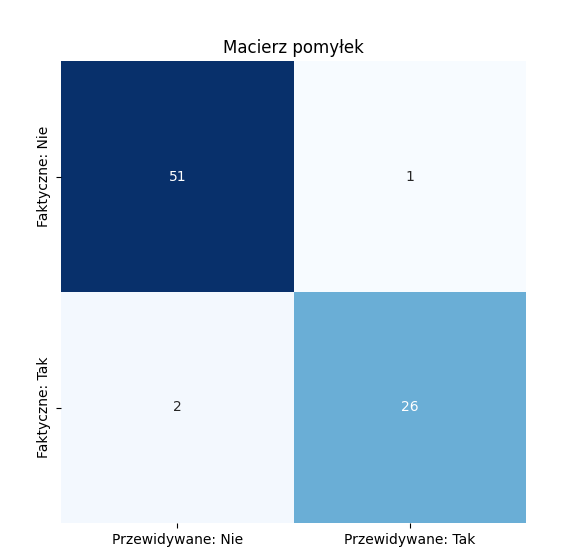 Macierz pomyłek
Faktyczne: Nie
51
1
Faktyczne: Tak
2
26
Przewidywane: Nie
Przewidywane: Tak